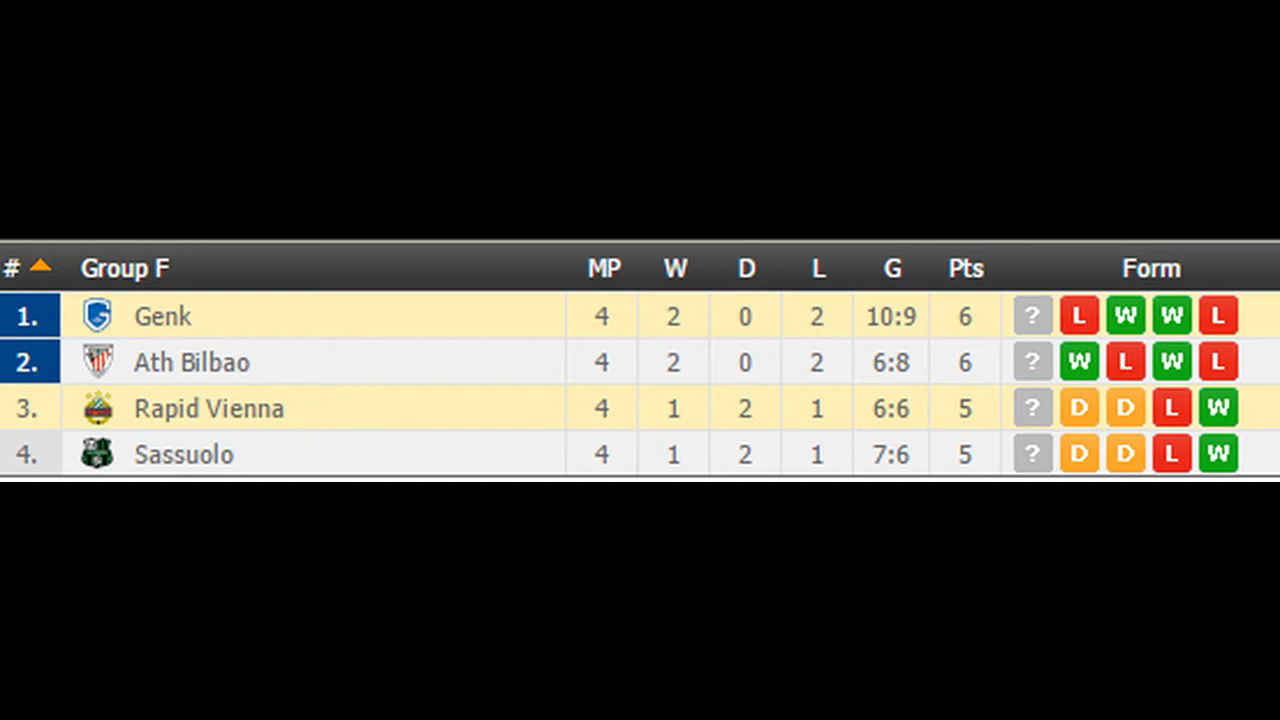 # Group F MP W D L G Pts Form
1. Genk 4 2 0 2 10:9 6 ? L W W L
2. Ath Bilbao 4 2 0 2 6:8 6 ? W L W L
3. Rapid Vienna 4 1 2 1 6:6 5 ? D D L W
4. Sassuolo 4 1 2 1 7:6 5 ? D D L W